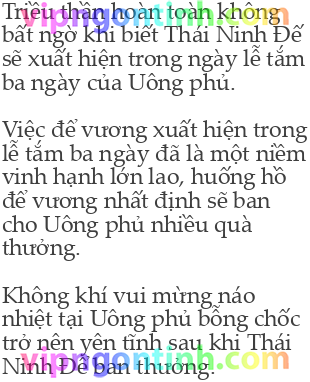 Triều thần hoàn toàn không
bất ngờ khi biết Thái Ninh Đế
sẽ xuất hiện trong ngày lễ tắm
ba ngày của Uông phủ.
Việc để vương xuất hiện trong
lễ tắm ba ngày đã là một niềm
vinh hạnh lớn lao, huống hồ
để vương nhất định sẽ ban
cho Uông phủ nhiều quà
thưởng.
Không khí vui mừng náo
nhiệt tại Uông phủ bỗng chốc
trở nên yên tĩnh sau khi Thái
Ninh Đế ban thưởng.
vipngontinh.com
vipngontinh.com